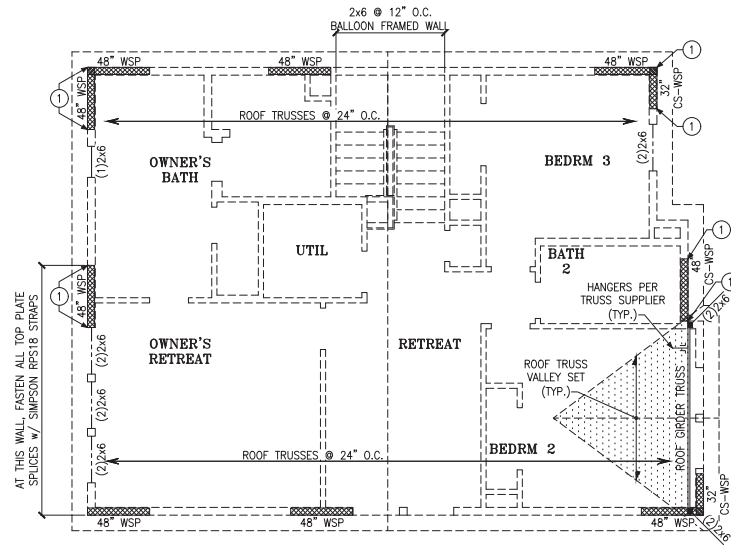 2x6 @ 12" O.C.
BALLOON FRAMED WALL
48" WSP
48" WSP
48" WSP
1
1
48" WSP
32"
CS-WSP
1
ROOF TRUSSES @ 24" O.C.
(1)2x6
OWNER'S
BATH
BEDRM 3
(2)2x6
UTIL
BATH
2
1
48"
CS-WSP
1
48" WSP
1
(2)2x6
HANGERS PER
TRUSS SUPPLIER
(TYP.)
OWNER'S
RETREAT
RETREAT
ROOF TRUSS
VALLEY SET
(TYP.)
ROOF GIRDER TRUSS
AT THIS WALL, FASTEN ALL TOP PLATE
SPLICES w/ SIMPSON RPS18 STRAPS
(2)2x6
(2)2x6
(2)2x6
BEDRM 2
ROOF TRUSSES @ 24" O.C.
32"
CS-WSP
48" WSP
48" WSP
48" WSP
(2)2x6